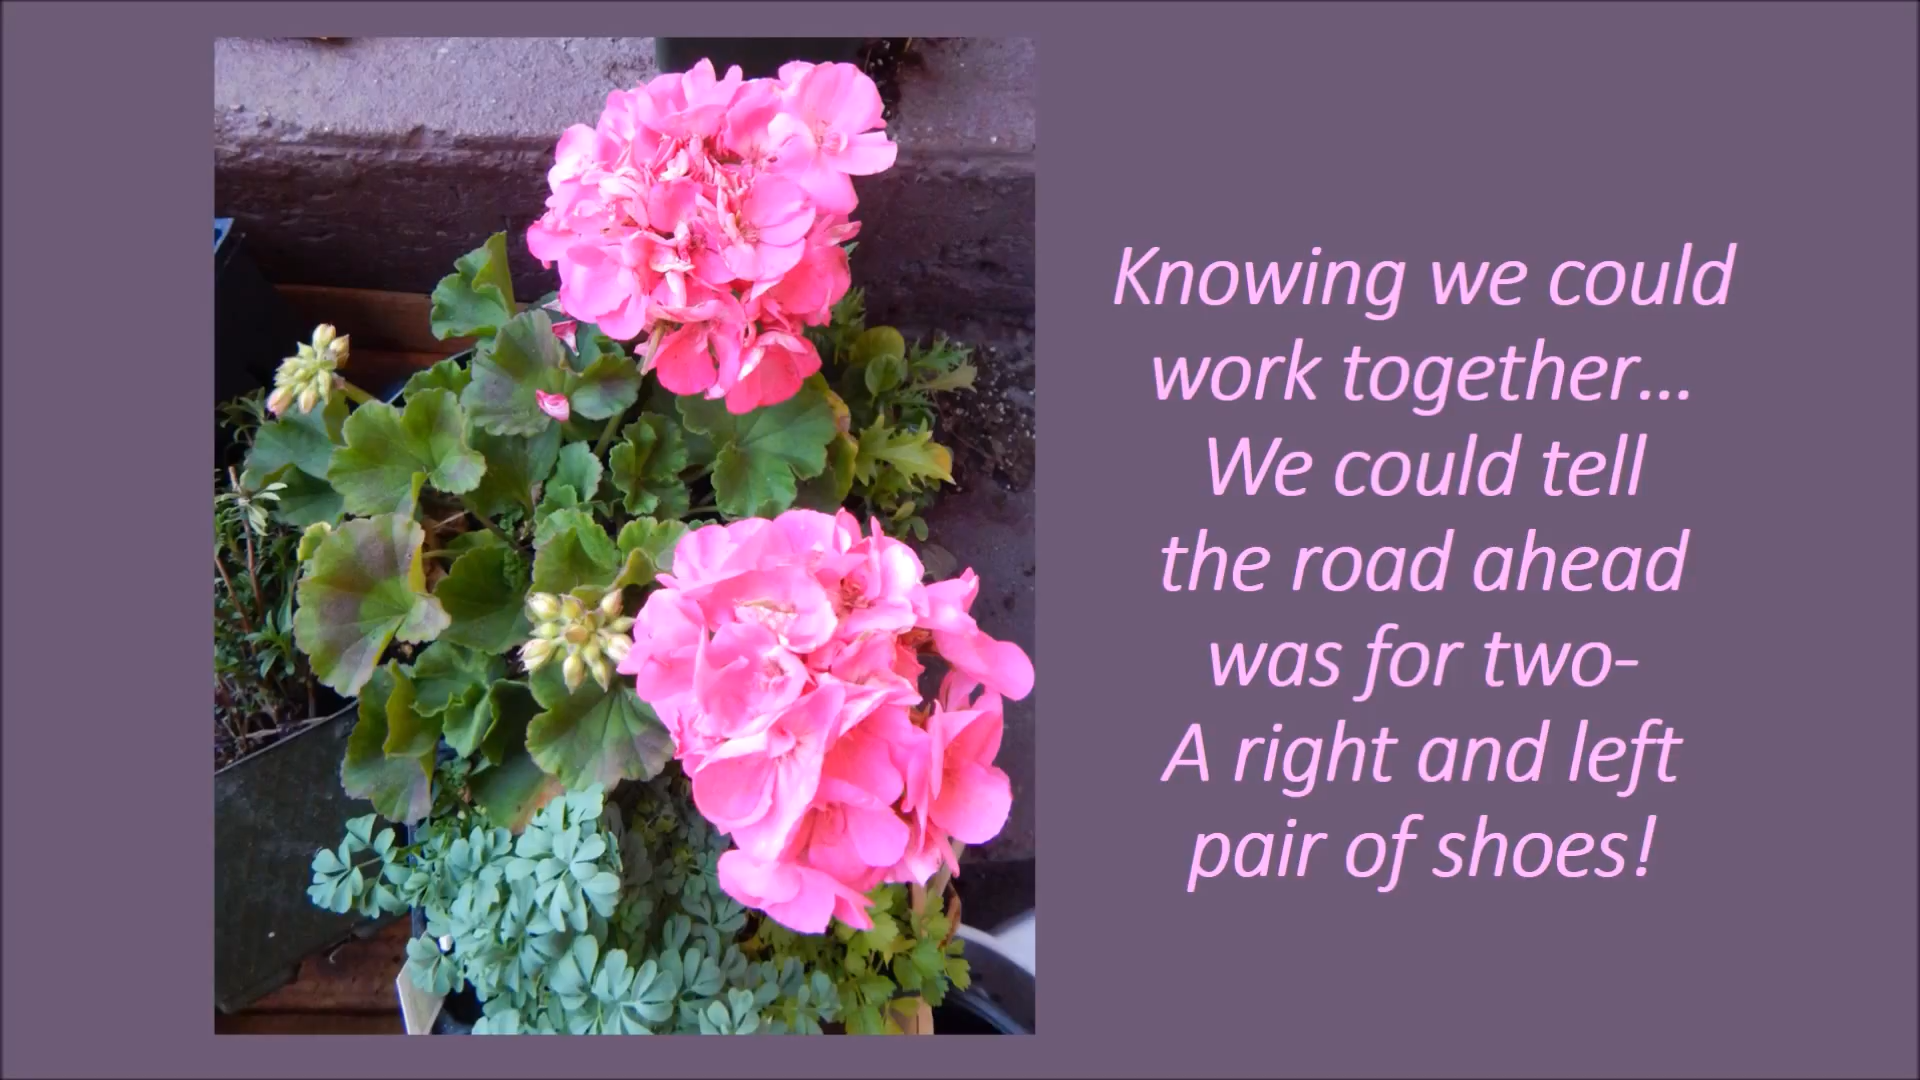 Knowing we could
work together...
We could tell
the road ahead
was for two-
A right and left
pair of shoes!